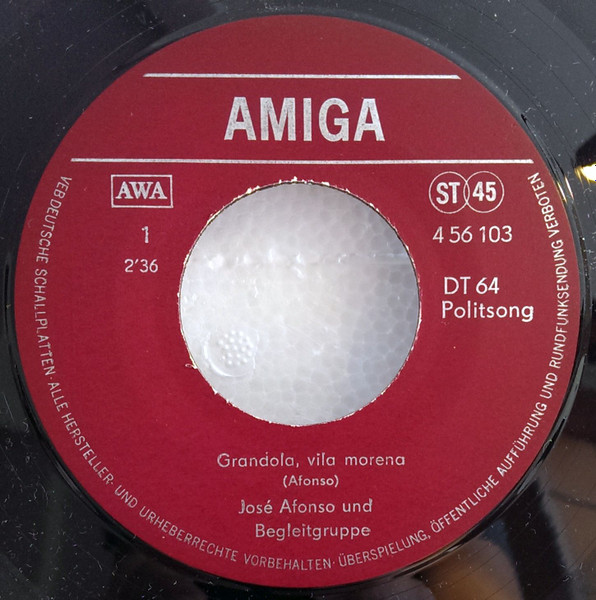 AMIGA
AWA
ST 45
1
4 56 103
2'36
DT 64
Politsong
Grandola, vila morena
(Afonso)
José Afonso und
Begleitgruppe
VEB DEUTSCHE SCHALLPLATTEN · ALLE HERSTELLER- UND URHEBERRECHTE VORBEHALTEN · ÜBERSPIELUNG, ÖFFENTLICHE AUFFÜHRUNG UND RUNDFUNKSENDUNG VERBOTEN